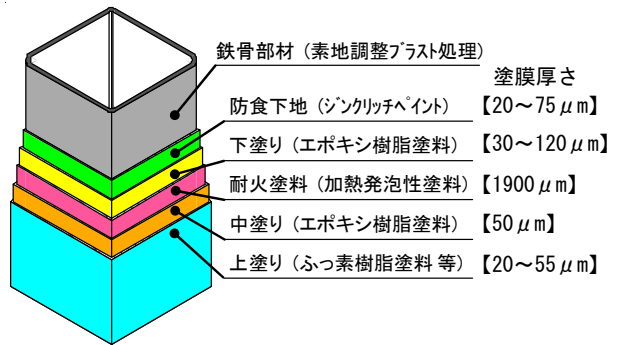 鉄骨部材（素地調整ﾌﾞﾗｽﾄ処理）
塗膜厚さ
防食下地（ｼﾞﾝｸﾘｯﾁﾍﾟｲﾝﾄ）【20～75μm】
下塗り（エポキシ樹脂塗料）【30～120μm】
耐火塗料（加熱発泡性塗料）【1900μm】
中塗り（エポキシ樹脂塗料）【50μm】
上塗り（ふっ素樹脂塗料 等）【20～55μm】